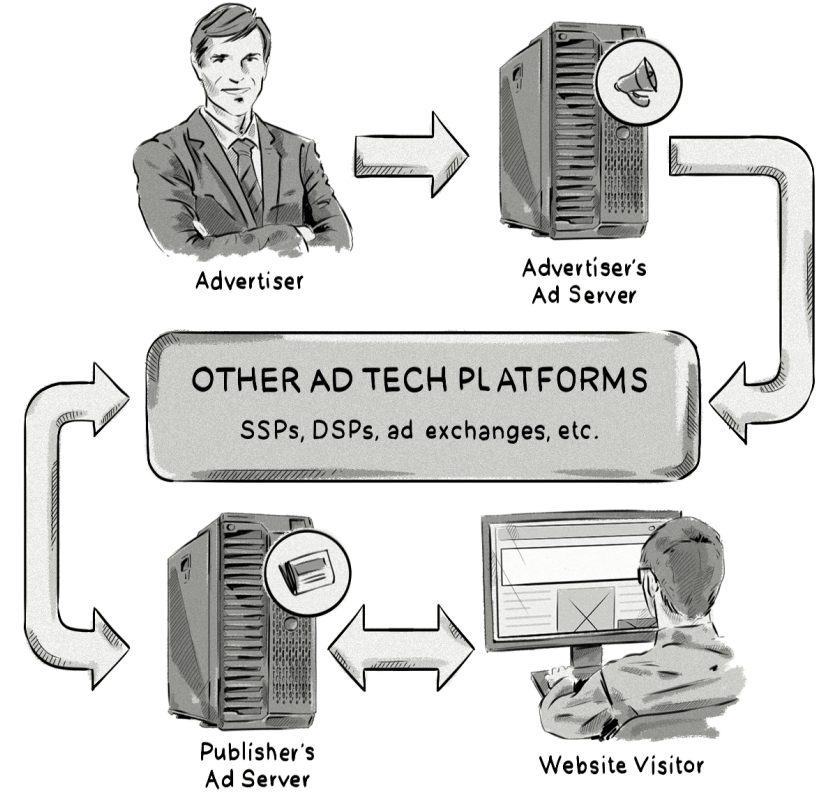 Advertiser
Advertiser's
Ad Server
OTHER AD TECH PLATFORMS
SSPs, DSPs, ad exchanges, etc.
Publisher's
Ad Server
Website Visitor